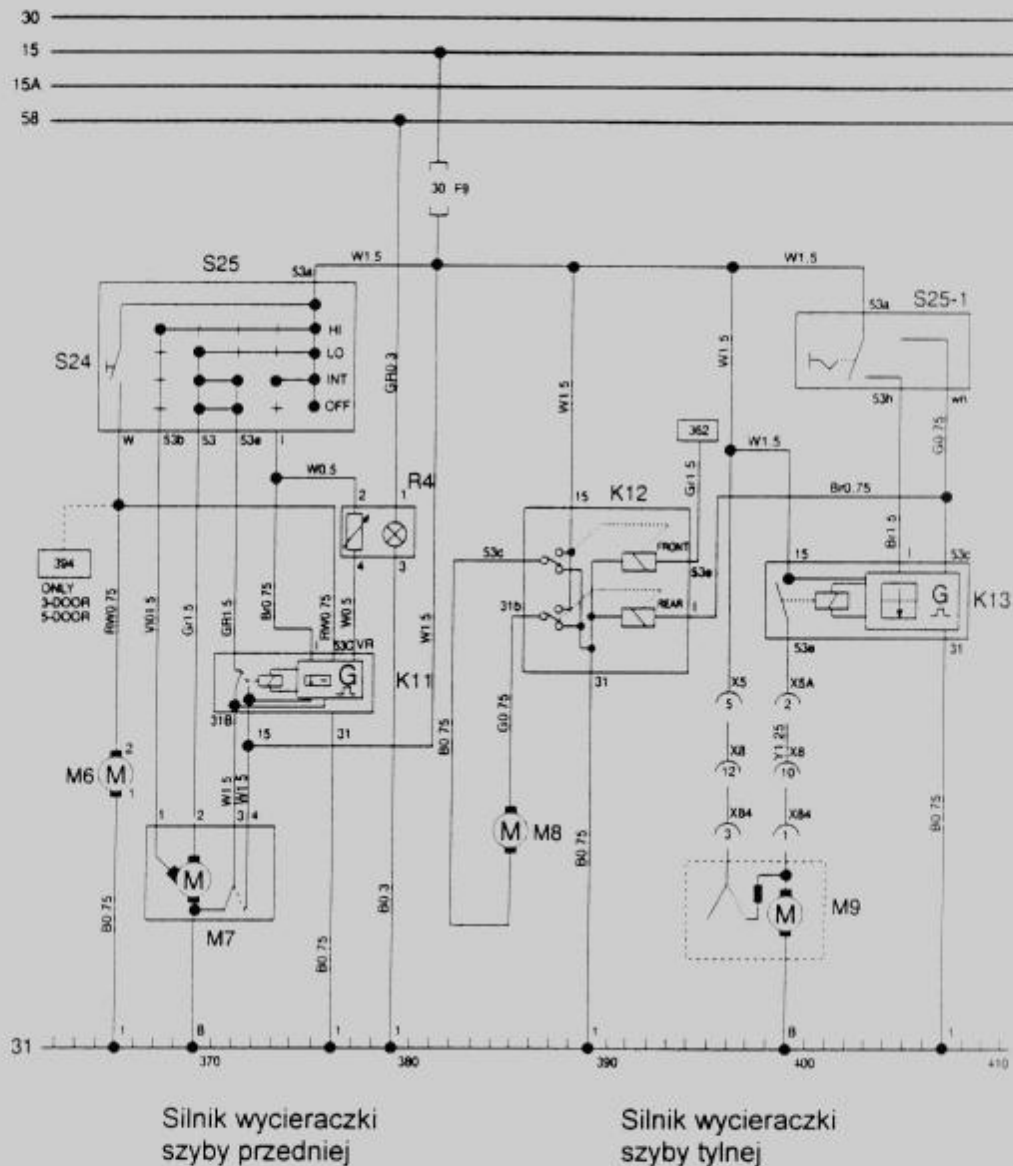 30
15
15A
58
30 F9
S25
53a
W1.5
W1.5
53a
S25-1
HI
LO
INT
OFF
S24
W
53b
53
53e
I
GR0.3
W1.5
W1.5
53h
wh
G0.75
362
W1.5
W0.5
R4
2
1
4
3
K12
15
Gr1.5
Br0.75
Br1.5
394
ONLY
3-DOOR
5-DOOR
RW0.75
Gr1.5
GR1.5
Br0.75
RW0.75
W0.5
W1.5
53c
FRONT
53e
31b
REAR
I
31
15
I
53c
K13
53e
31
I
53C
VR
G
K11
31B
15
31
G
X5
5
X5A
2
X8
12
Y1.25
X8
10
X84
3
X84
1
M6
M
1
W1.5
W1.5
1
2
3
4
M
M7
B0.75
G0.75
M
M8
B0.75
B0.75
M
M9
B0.75
B0.75
B0.3
31
1
B
1
1
1
B
1
370
380
390
400
410
Silnik wycieraczki
szyby przedniej
Silnik wycieraczki
szyby tylnej